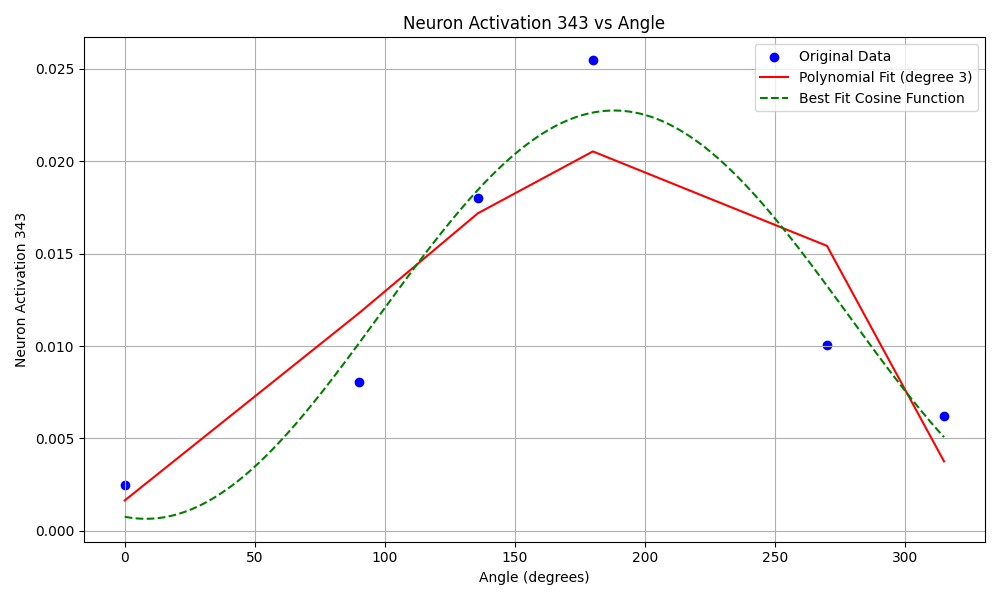 Neuron Activation 343 vs Angle
Original Data
Polynomial Fit (degree 3)
Best Fit Cosine Function
Neuron Activation 343
0.025
0.020
0.015
0.010
0.005
0.000
0 50 100 150 200 250 300
Angle (degrees)